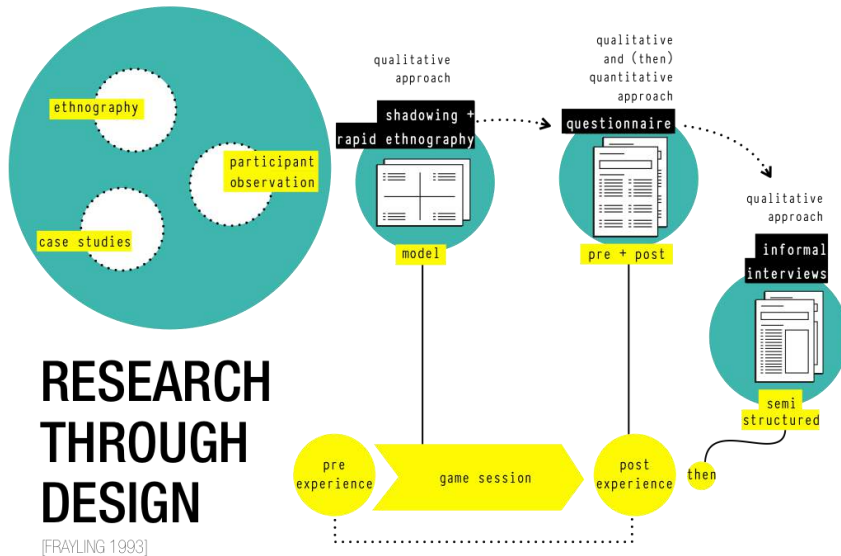 ethnography
participant
observation
case studies
RESEARCH
THROUGH
DESIGN
[FRAYLING 1993]
qualitative
approach
shadowing +
rapid ethnography
model
qualitative
and (then)
quantitative
approach
questionnaire
pre + post
qualitative
approach
informal
interviews
semi
structured
pre
experience
game session
post
experience
then